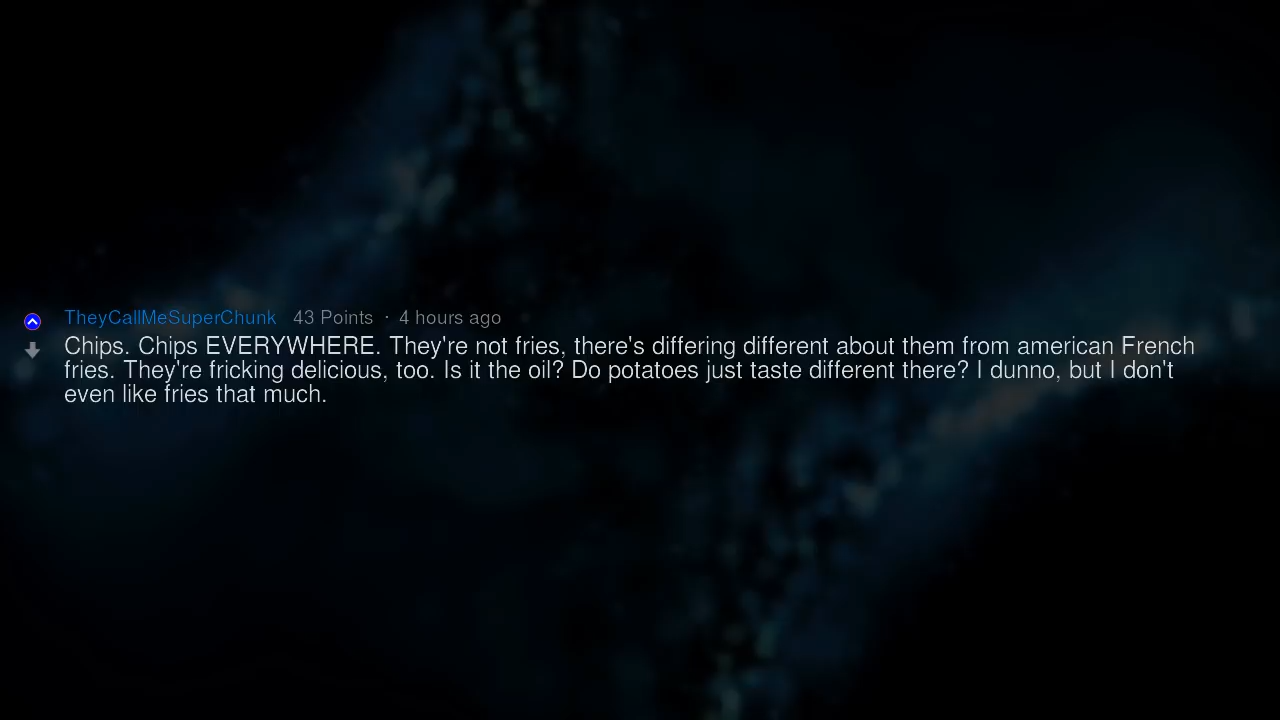 TheyCallMeSuperChunk 43 Points · 4 hours ago
Chips. Chips EVERYWHERE. They're not fries, there's differing different about them from american French
fries. They're fricking delicious, too. Is it the oil? Do potatoes just taste different there? I dunno, but I don't
even like fries that much.